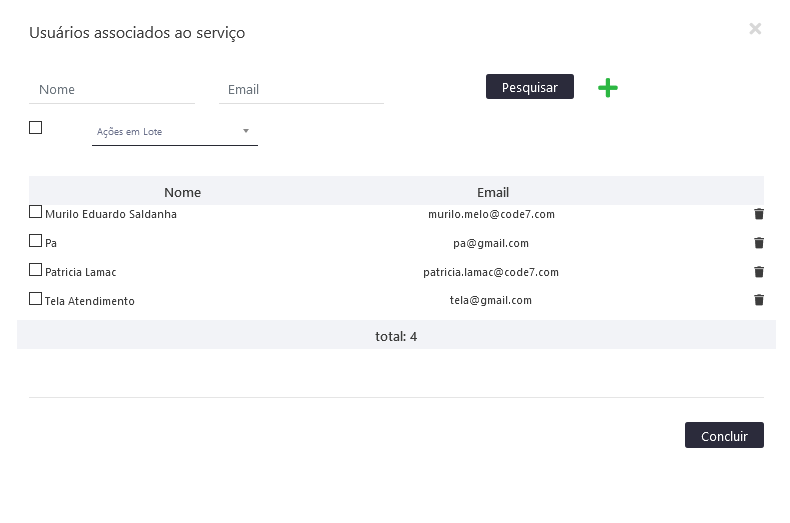 Usuários associados ao serviço
Nome Email Pesquisar
Ações em Lote
Nome Email
Murilo Eduardo Saldanha murilo.melo@code7.com
Pa pa@gmail.com
Patricia Lamac patricia.lamac@code7.com
Tela Atendimento tela@gmail.com
total: 4
Concluir